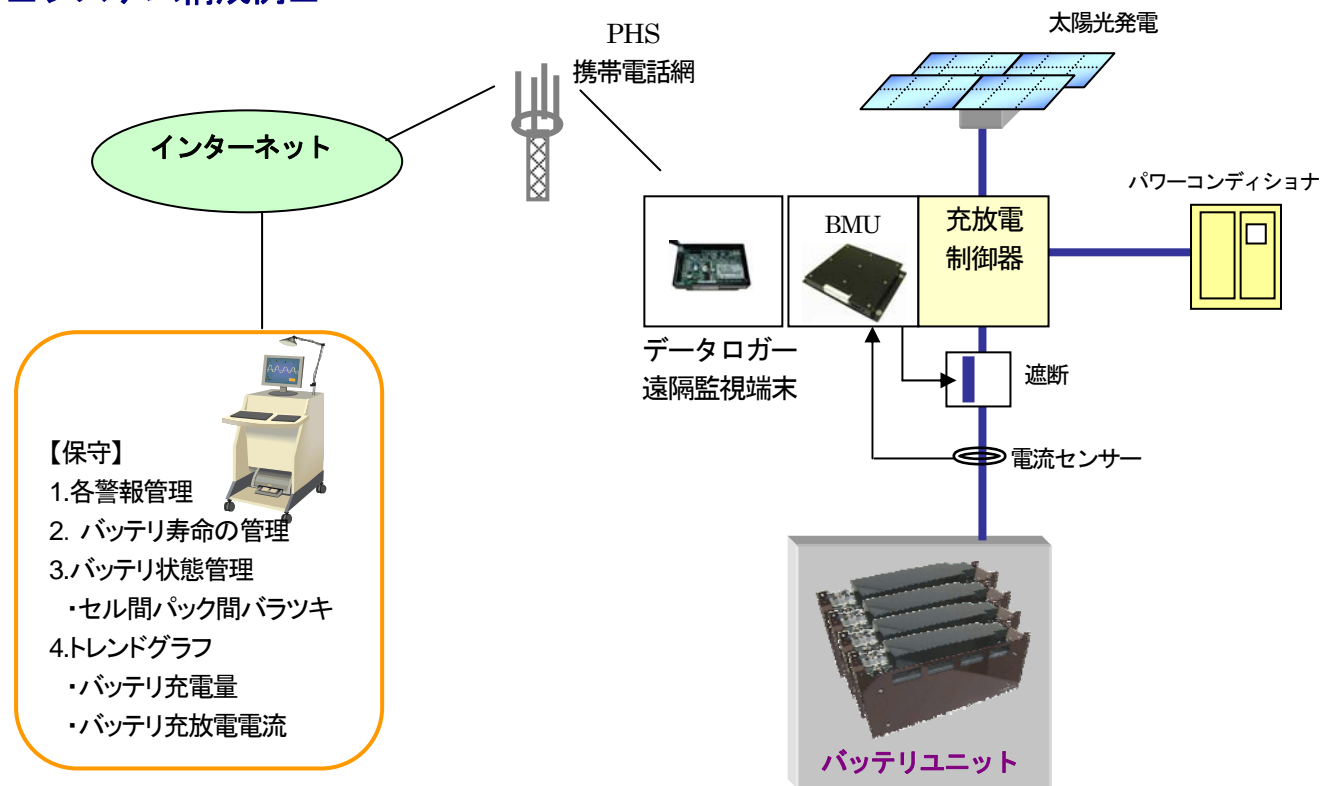 PHS
携帯電話網
太陽光発電
インターネット
パワーコンディショナ
BMU
充放電
制御器
データロガー
遠隔監視端末
遮断
電流センサー
【保守】
1.各警報管理
2. バッテリ寿命の管理
3.バッテリ状態管理
・セル間パック間バラツキ
4.トレンドグラフ
・バッテリ充電量
・バッテリ充放電電流
バッテリユニット